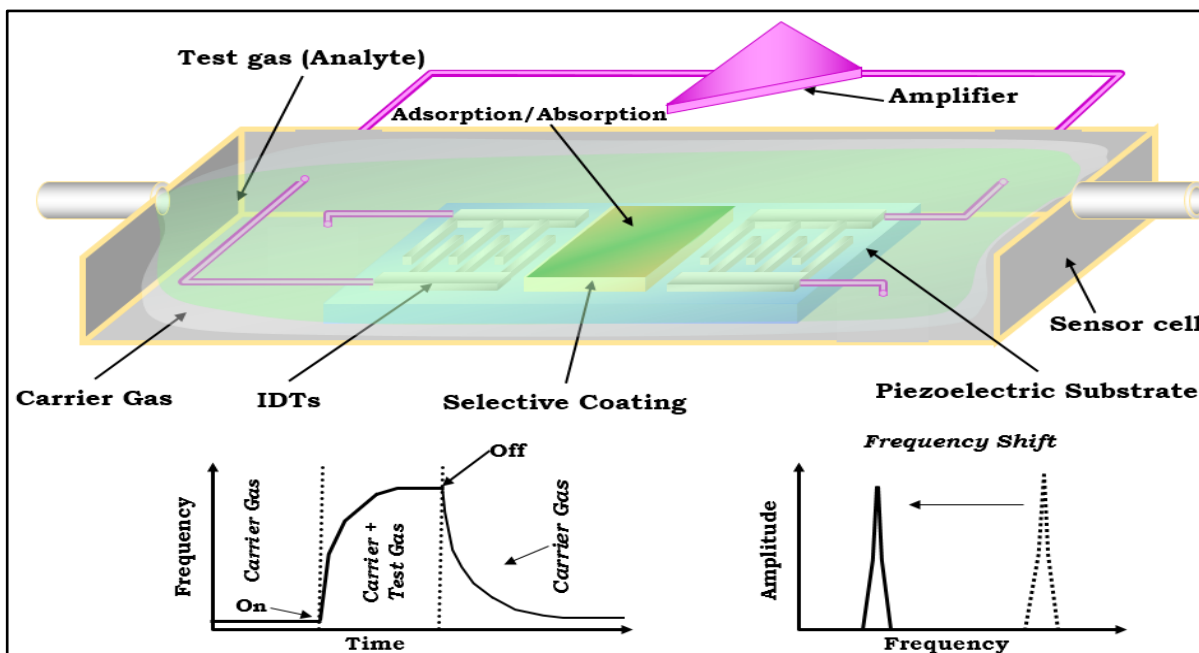 Test gas (Analyte)
Amplifier
Adsorption/Absorption
Sensor cell
Carrier Gas
IDTs
Selective Coating
Piezoelectric Substrate
Frequency
Carrier Gas
On
Carrier +
Test Gas
Off
Carrier Gas
Time
Frequency Shift
Amplitude
Frequency